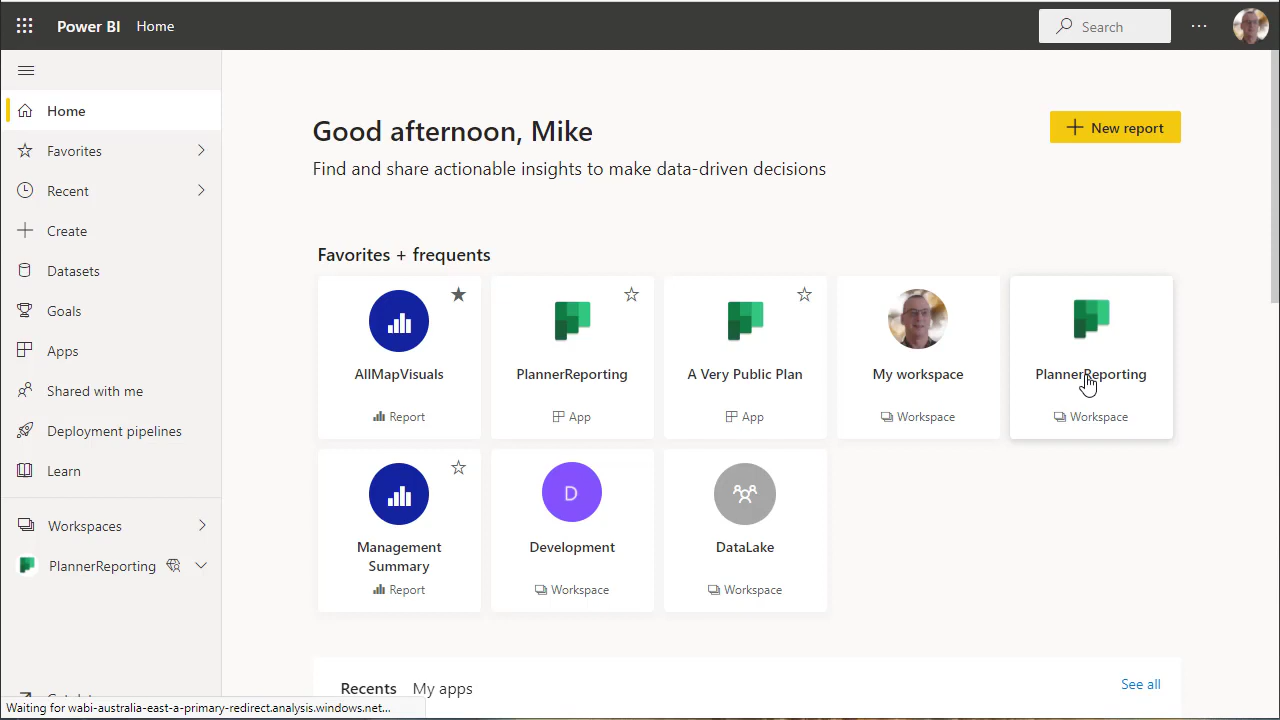 Power BI Home
Search
Home
Favorites
Recent
Create
Datasets
Goals
Apps
Shared with me
Deployment pipelines
Learn
Workspaces
PlannerReporting
Good afternoon, Mike
New report
Find and share actionable insights to make data-driven decisions
Favorites + frequents
AllMapVisuals
Report
PlannerReporting
App
A Very Public Plan
App
My workspace
Workspace
PlannerReporting
Workspace
Management
Summary
Report
D
Development
Workspace
DataLake
Workspace
Recents My apps
See all
Waiting for wabi-australia-east-a-primary-redirect.analysis.windows.net...